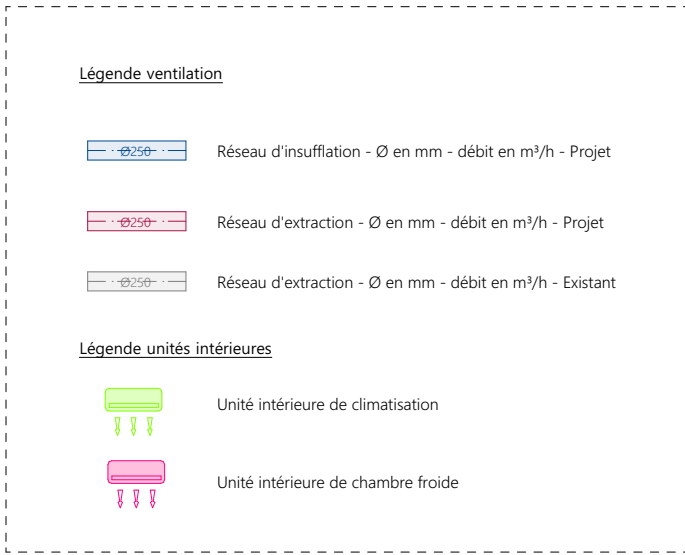 Légende ventilation
Ø250
Réseau d'insufflation - Ø en mm - débit en m³/h - Projet
Ø250
Réseau d'extraction - Ø en mm - débit en m³/h - Projet
Ø250
Réseau d'extraction - Ø en mm - débit en m³/h - Existant
Légende unités intérieures
Unité intérieure de climatisation
Unité intérieure de chambre froide